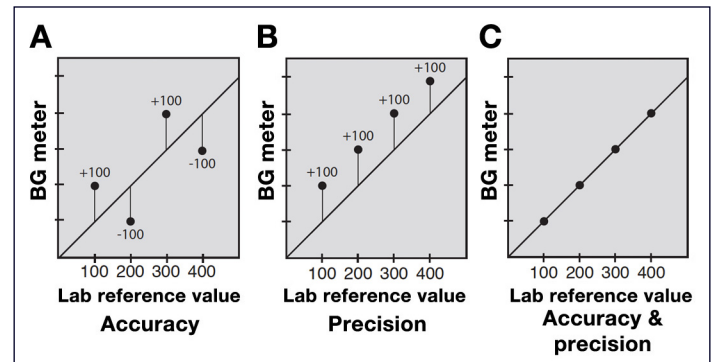 A
BG meter
+100
+100
-100
-100
100 200 300 400
Lab reference value
Accuracy
B
BG meter
+100
+100
+100
+100
100 200 300 400
Lab reference value
Precision
C
BG meter
100 200 300 400
Lab reference value
Accuracy &
precision